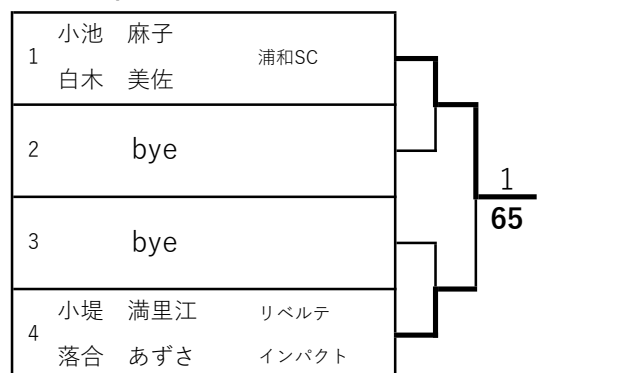 小池 麻子
1 浦和SC
白木 美佐
2 bye
1
65
3 bye
小堤 満里江 リベルテ
4
落合 あずさ インパクト